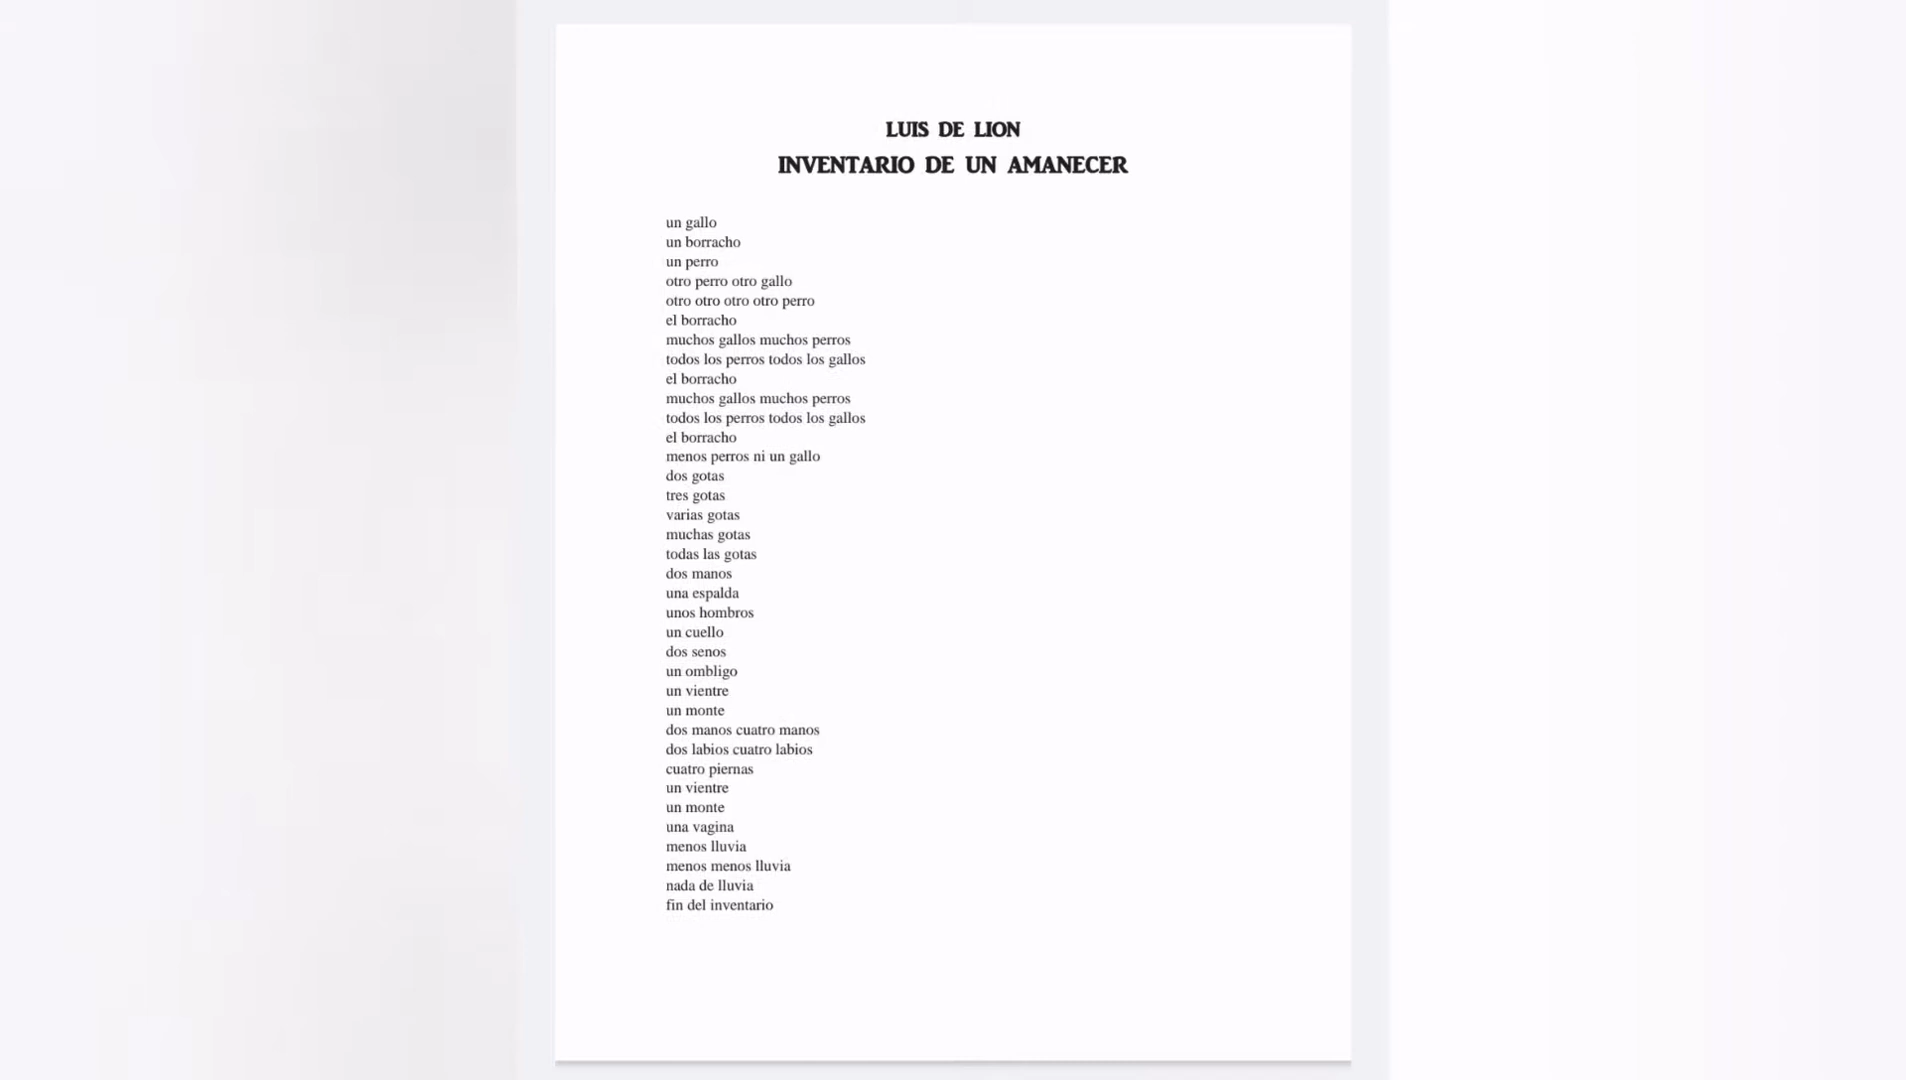 LUIS DE LION
INVENTARIO DE UN AMANECER
un gallo
un borracho
un perro
otro perro otro gallo
otro otro otro otro perro
el borracho
muchos gallos muchos perros
todos los perros todos los gallos
el borracho
muchos gallos muchos perros
todos los perros todos los gallos
el borracho
menos perros ni un gallo
dos gotas
tres gotas
varias gotas
muchas gotas
todas las gotas
dos manos
una espalda
unos hombros
un cuello
dos senos
un ombligo
un vientre
un monte
dos manos cuatro manos
dos labios cuatro labios
cuatro piernas
un vientre
un monte
una vagina
menos lluvia
menos menos lluvia
nada de lluvia
fin del inventario